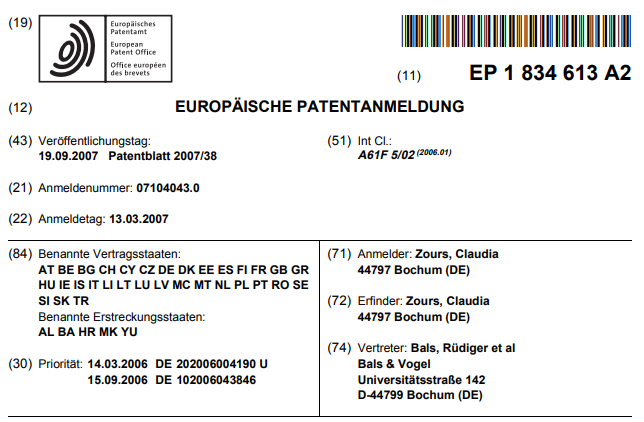 (19)
Europäisches
Patentamt
European
Patent Office
Office européen
des brevets
(11) EP 1 834 613 A2
(12) EUROPÄISCHE PATENTANMELDUNG
(43) Veröffentlichungstag:
19.09.2007 Patentblatt 2007/38
(51) Int Cl.:
A61F 5/02 (2006.01)
(21) Anmeldenummer: 07104043.0
(22) Anmeldetag: 13.03.2007
(84) Benannte Vertragsstaaten:
AT BE BG CH CY CZ DE DK EE ES FI FR GB GR
HU IE IS IT LI LT LU LV MC MT NL PL PT RO SE
SI SK TR
Benannte Erstreckungsstaaten:
AL BA HR MK YU
(30) Priorität: 14.03.2006 DE 202006004190 U
15.09.2006 DE 102006043846
(71) Anmelder: Zours, Claudia
44797 Bochum (DE)
(72) Erfinder: Zours, Claudia
44797 Bochum (DE)
(74) Vertreter: Bals, Rüdiger et al
Bals & Vogel
Universitätsstraße 142
D-44799 Bochum (DE)